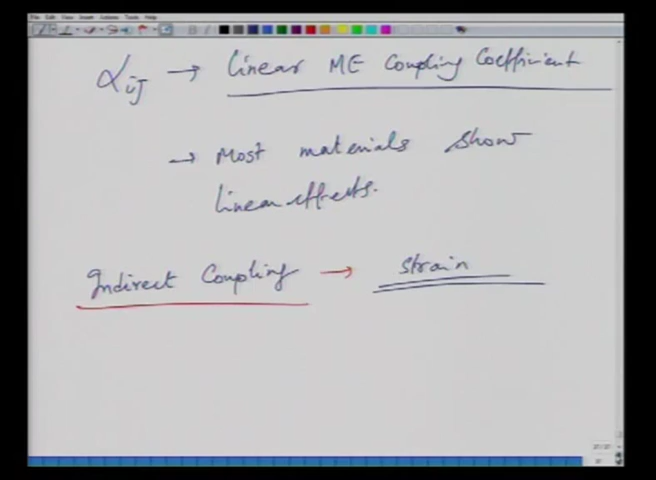 αij → linear ME Coupling Coefficient
→ Most materials show
linear effects.
Indirect Coupling → strain